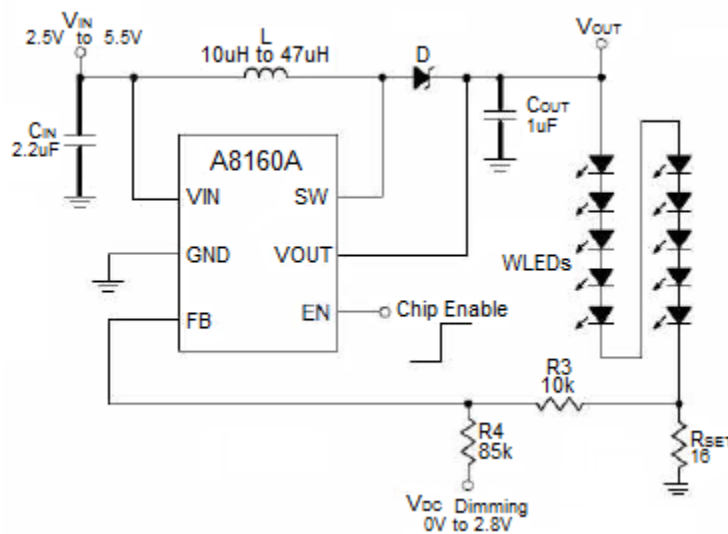 VIN
2.5V to 5.5V
L
10uH to 47uH
D
VOUT
CIN
2.2uF
COUT
1uF
A8160A
VIN
SW
GND
VOUT
WLEDs
FB
EN
Chip Enable
R3
10k
R4
85k
RSET
16
VDC Dimming
0V to 2.8V